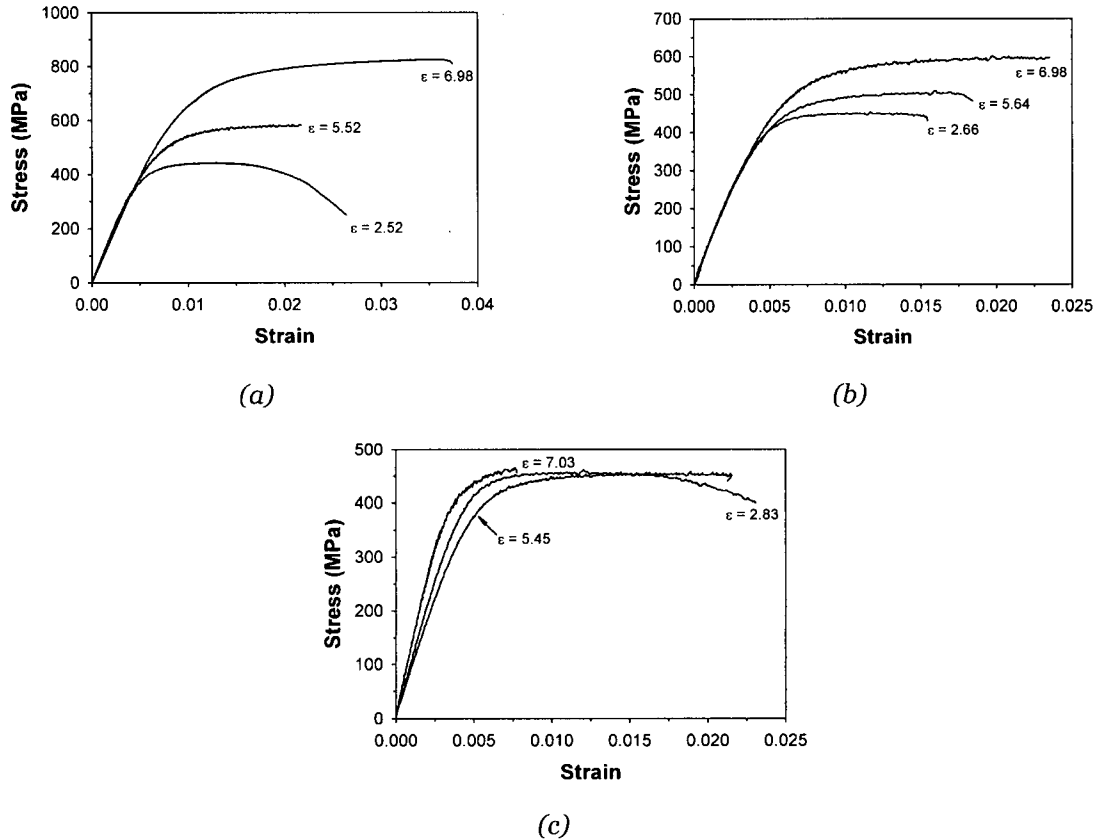 1000
800
600
400
200
0
Stress (MPa)
0.00 0.01 0.02 0.03 0.04
Strain
ε = 6.98
ε = 5.52
ε = 2.52
(a)
700
600
500
400
300
200
100
0
Stress (MPa)
0.000 0.005 0.010 0.015 0.020 0.025
Strain
ε = 6.98
ε = 5.64
ε = 2.66
(b)
500
400
300
200
100
0
Stress (MPa)
0.000 0.005 0.010 0.015 0.020 0.025
Strain
ε = 7.03
ε = 2.83
ε = 5.45
(c)